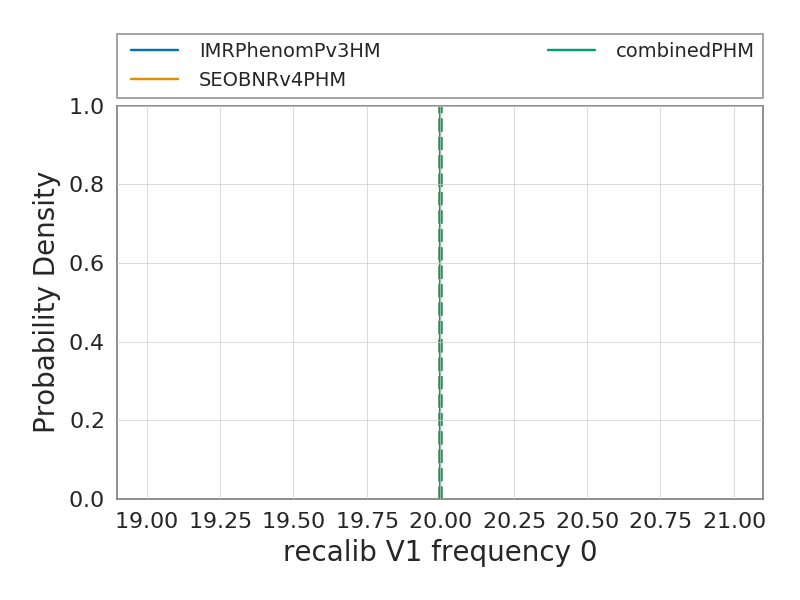 IMRPhenomPv3HM
SEOBNRv4PHM
combinedPHM
1.0
0.8
0.6
0.4
0.2
0.0
Probability Density
19.00 19.25 19.50 19.75 20.00 20.25 20.50 20.75 21.00
recalib V1 frequency 0